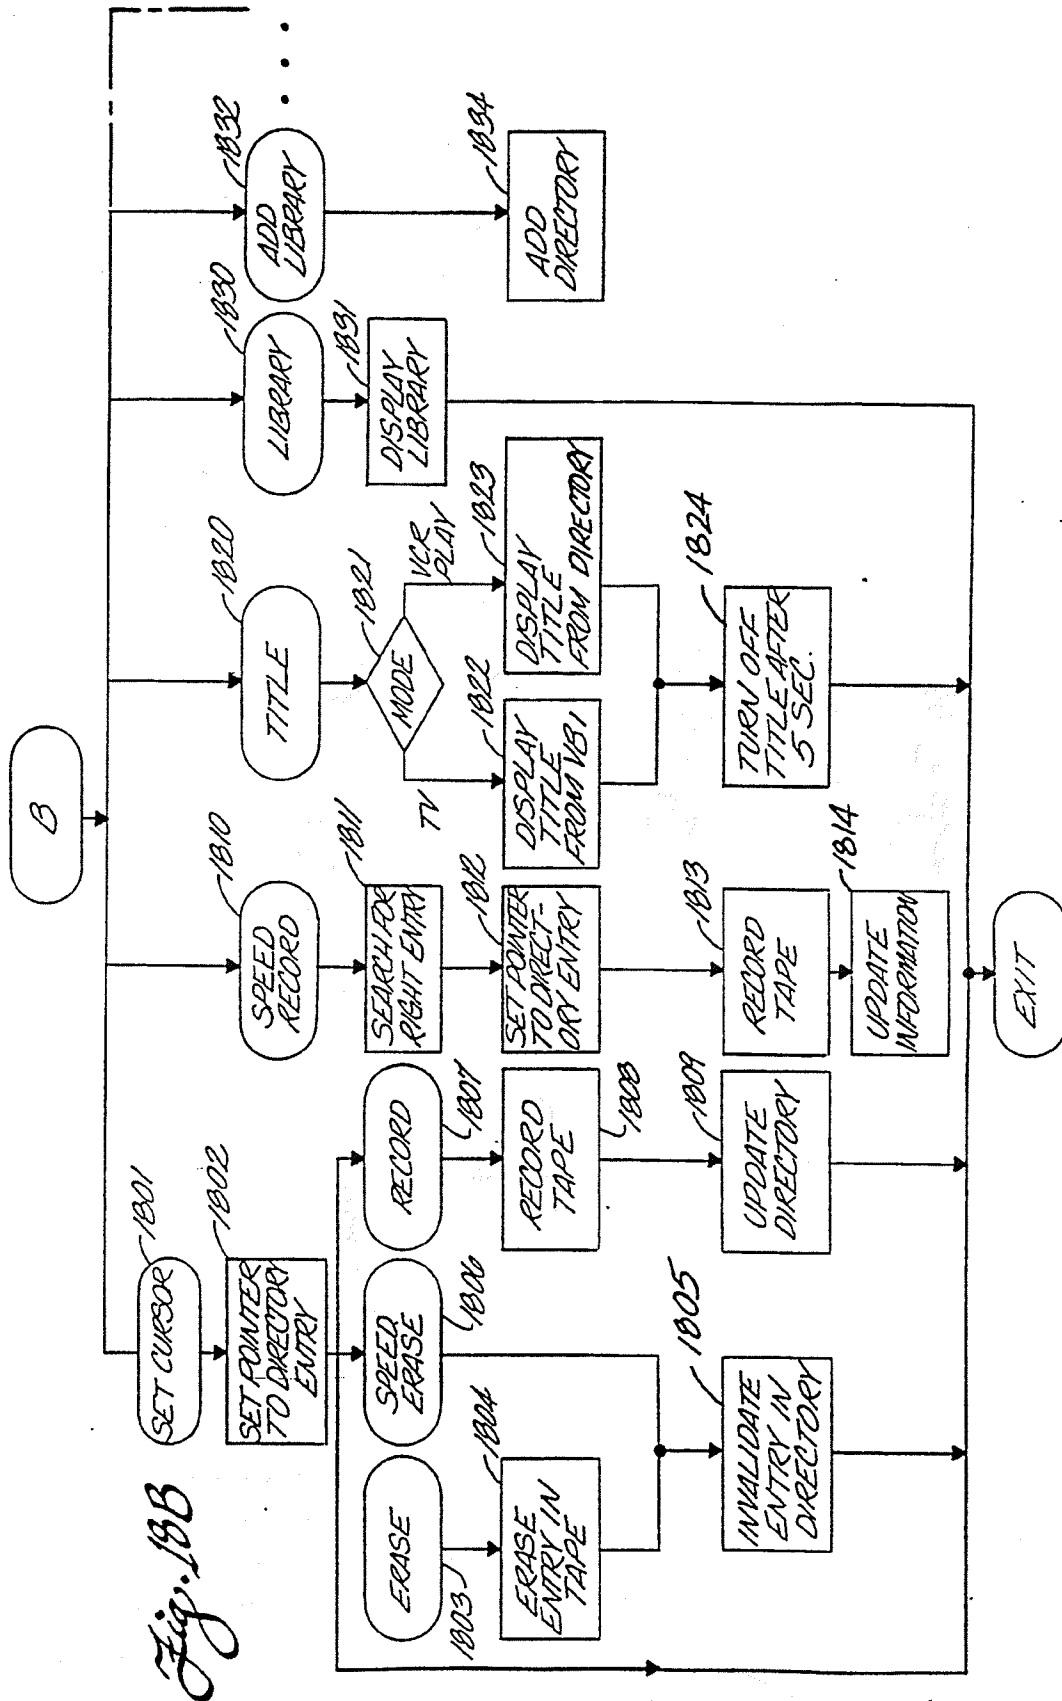 Fig. 18B
B
SET CURSOR
1801
SET POINTER
TO DIRECTORY
ENTRY
1802
ERASE
1803
ERASE
ENTRY IN
TAPE
1804
SPEED
ERASE
1806
INVALIDATE
ENTRY IN
DIRECTORY
1805
RECORD
1807
RECORD
TAPE
1808
UPDATE
DIRECTORY
1809
SPEED
RECORD
1810
SEARCH FOR
RIGHT ENTRY
1811
SET POINTER
TO DIRECT-
ORY ENTRY
1812
RECORD
TAPE
1813
UPDATE
INFORMATION
1814
TITLE
1820
MODE
1821
TV
VCR
PLAY
DISPLAY
TITLE
FROM VBI
1822
DISPLAY
TITLE
FROM DIRECTORY
1823
TURN OFF
TITLE AFTER
5 SEC.
1824
LIBRARY
1830
DISPLAY
LIBRARY
1831
ADD
LIBRARY
1832
ADD
DIRECTORY
1834
EXIT